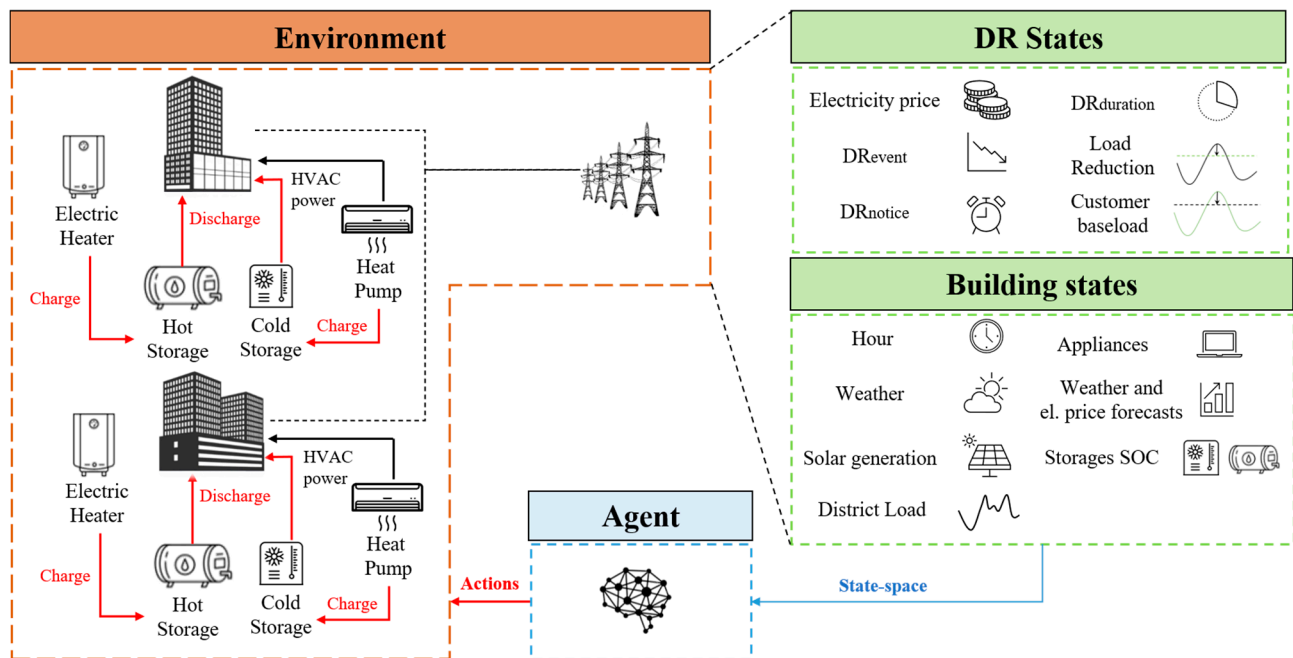 Environment
Electric
Heater
Charge
Discharge
HVAC
power
Hot
Storage
Cold
Storage
Heat
Pump
Charge
Electric
Heater
Charge
Discharge
HVAC
power
Hot
Storage
Cold
Storage
Heat
Pump
Charge
Actions
Agent
State-space
DR States
Electricity price
DRevent
DRnotice
DRduration
Load
Reduction
Customer
baseload
Building states
Hour
Weather
Solar generation
District Load
Appliances
Weather and
el. price forecasts
Storages SOC